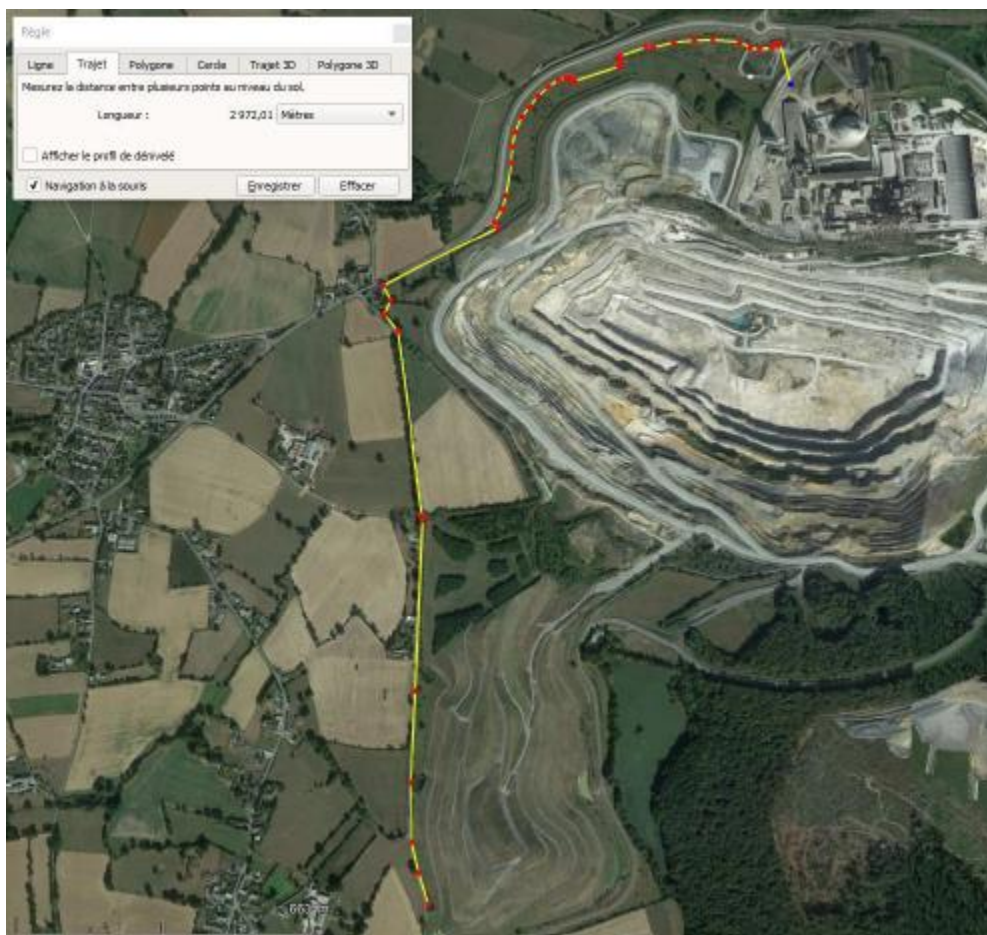 Règle
Ligne Trajet Polygone Cercle Trajet 3D Polygone 3D
Mesurez la distance entre plusieurs points au niveau du sol.
Longueur : 2 972,01 Mètres
Afficher le profil de dénivelé
Navigation à la souris Enregistrer Effacer